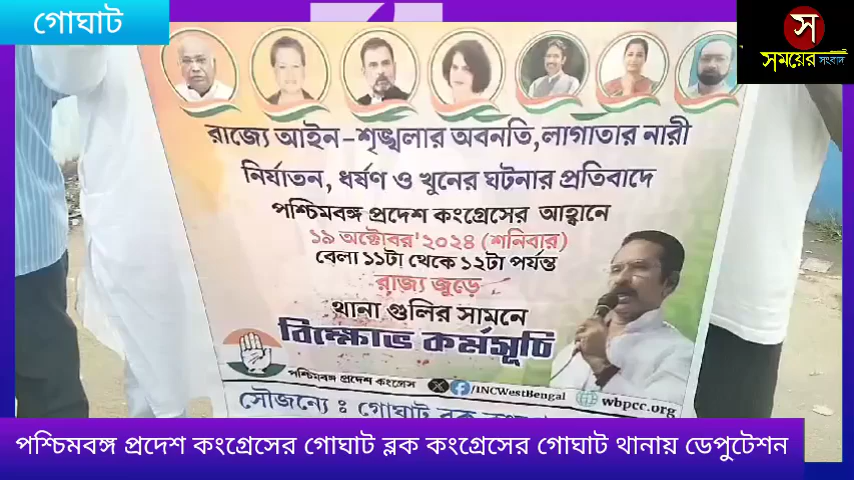 গোঘাট
স
সময়ের
সংবাদ
রাজ্যে আইন-শৃঙ্খলার অবনতি,লাগাতার নারী
নির্যাতন, ধর্ষণ ও খুনের ঘটনার প্রতিবাদে
পশ্চিমবঙ্গ প্রদেশ কংগ্রেসের আহ্বানে
১৯ অক্টোবর'২০২৪ (শনিবার)
বেলা ১১টা থেকে ১২টা পর্যন্ত
রাজ্য জুড়ে
থানা গুলির সামনে
বিক্ষোভ কর্মসূচি
পশ্চিমবঙ্গ প্রদেশ কংগ্রেস X f/INCWestBengal wbpcc.org
সৌজন্যে : গোঘাট ব্লক
পশ্চিমবঙ্গ প্রদেশ কংগ্রেসের গোঘাট ব্লক কংগ্রেসের গোঘাট থানায় ডেপুটেশন